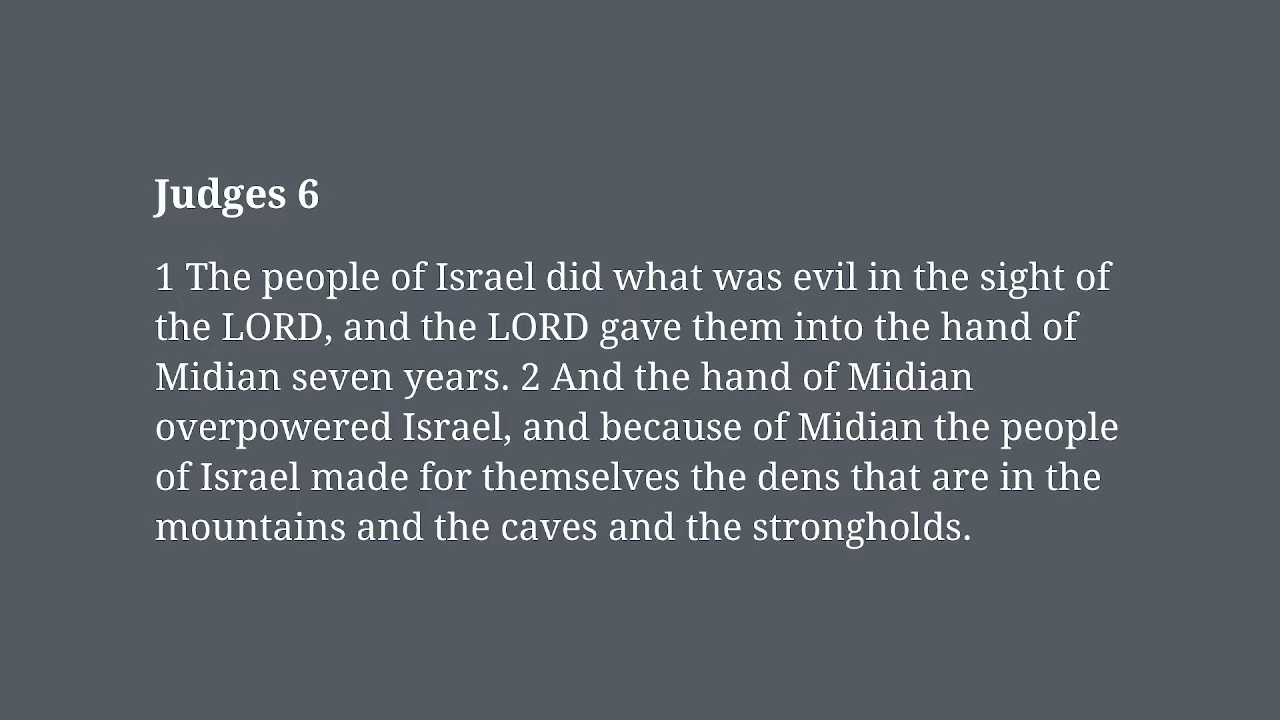 Judges 6
1 The people of Israel did what was evil in the sight of
the LORD, and the LORD gave them into the hand of
Midian seven years. 2 And the hand of Midian
overpowered Israel, and because of Midian the people
of Israel made for themselves the dens that are in the
mountains and the caves and the strongholds.